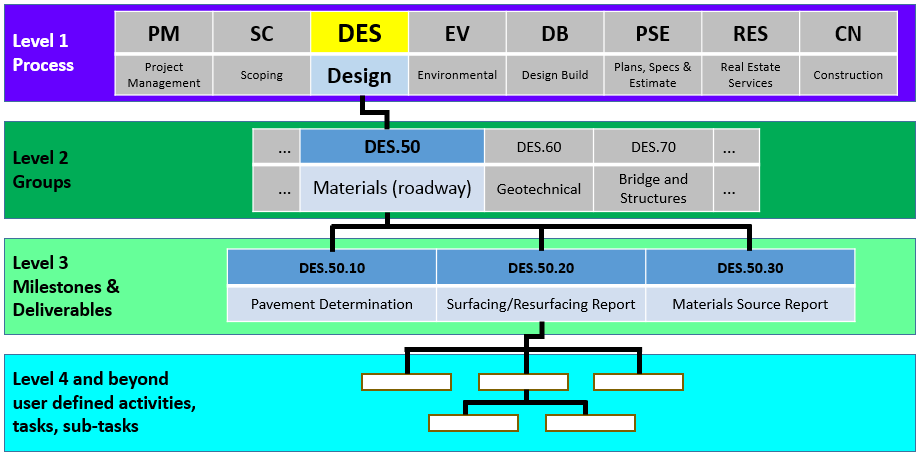 Level 1
Process
PM SC DES EV DB PSE RES CN
Project
Management
Scoping
Design
Environmental
Design Build
Plans, Specs &
Estimate
Real Estate
Services
Construction
Level 2
Groups
... DES.50 DES.60 DES.70 ...
... Materials (roadway) Geotechnical
Bridge and
Structures
...
Level 3
Milestones &
Deliverables
DES.50.10 DES.50.20 DES.50.30
Pavement Determination Surfacing/Resurfacing Report Materials Source Report
Level 4 and beyond
user defined activities,
tasks, sub-tasks